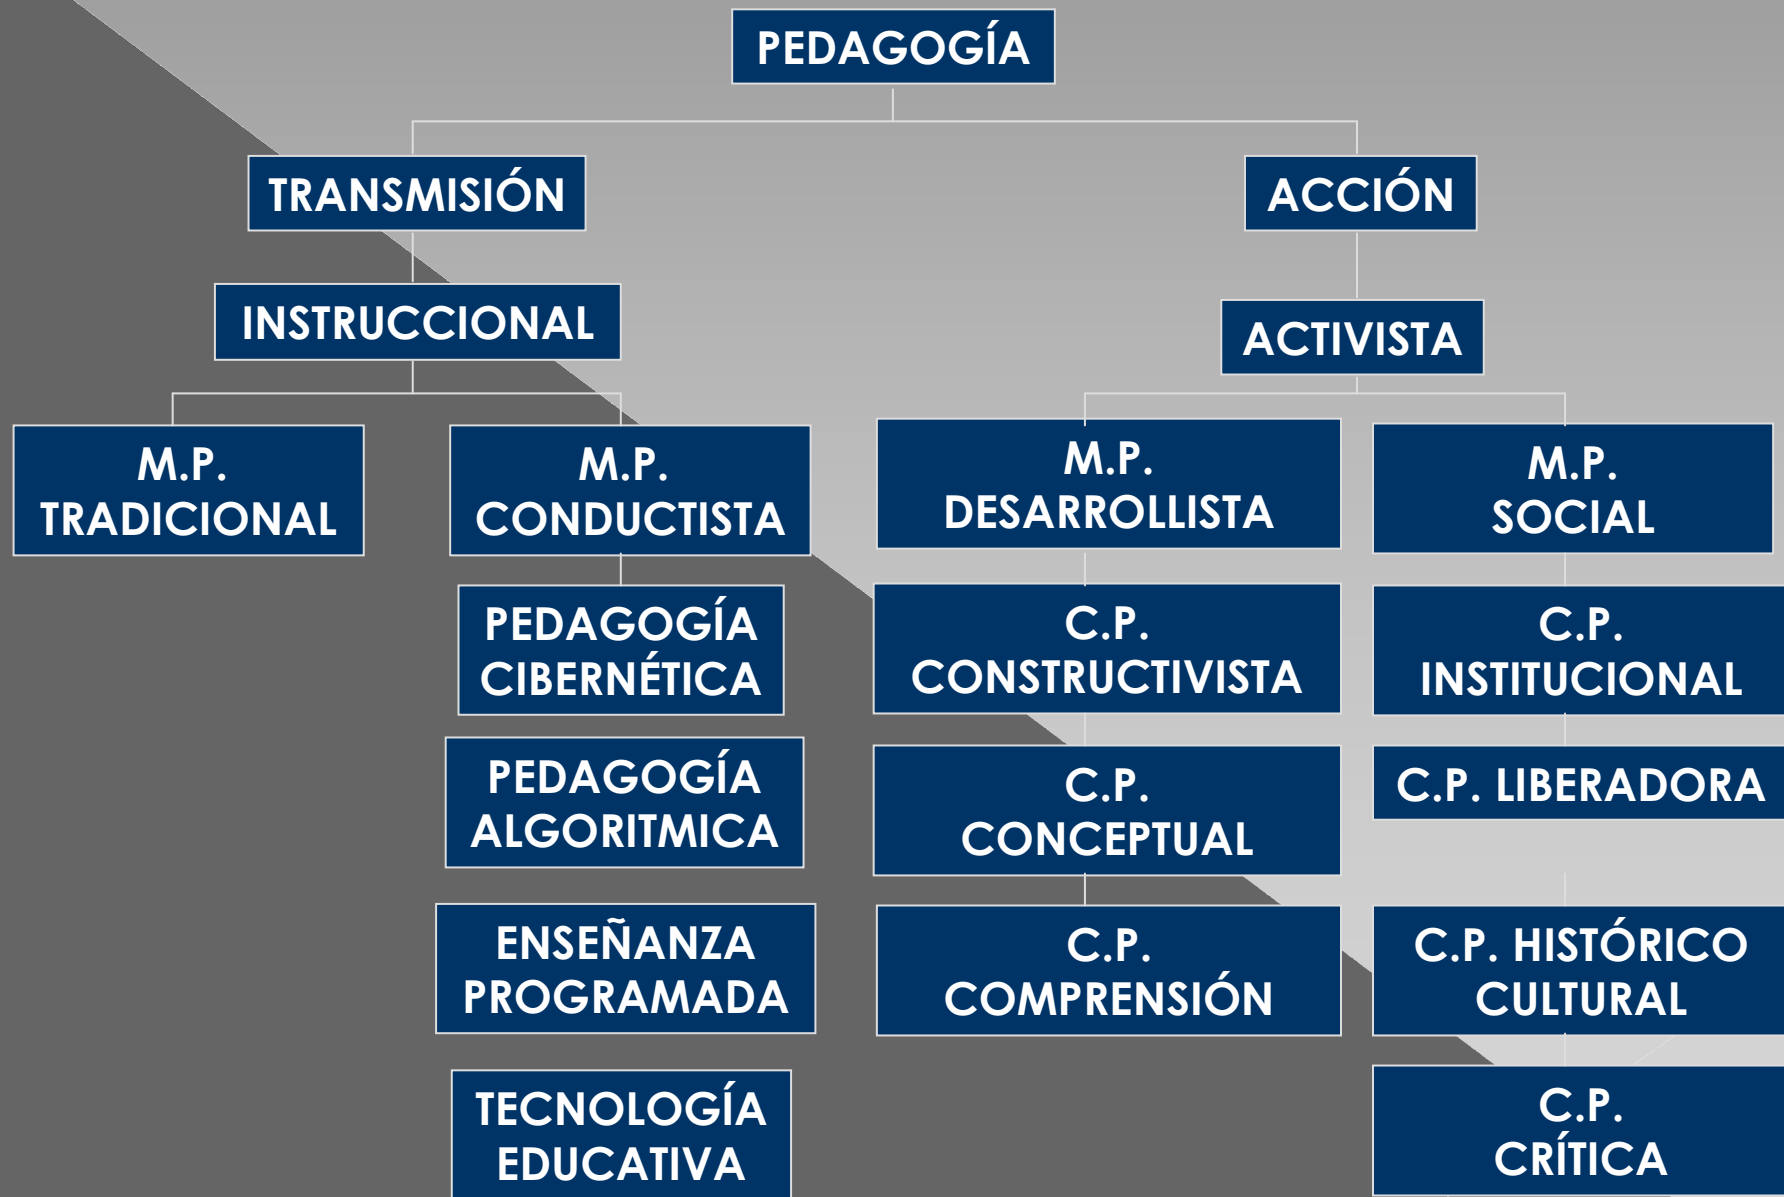 PEDAGOGÍA
TRANSMISIÓN
ACCIÓN
INSTRUCCIONAL
ACTIVISTA
M.P.
TRADICIONAL
M.P.
CONDUCTISTA
M.P.
DESARROLLISTA
M.P.
SOCIAL
PEDAGOGÍA
CIBERNÉTICA
C.P.
CONSTRUCTIVISTA
C.P.
INSTITUCIONAL
PEDAGOGÍA
ALGORITMICA
C.P.
CONCEPTUAL
C.P. LIBERADORA
ENSEÑANZA
PROGRAMADA
C.P.
COMPRENSIÓN
C.P. HISTÓRICO
CULTURAL
TECNOLOGÍA
EDUCATIVA
C.P.
CRÍTICA